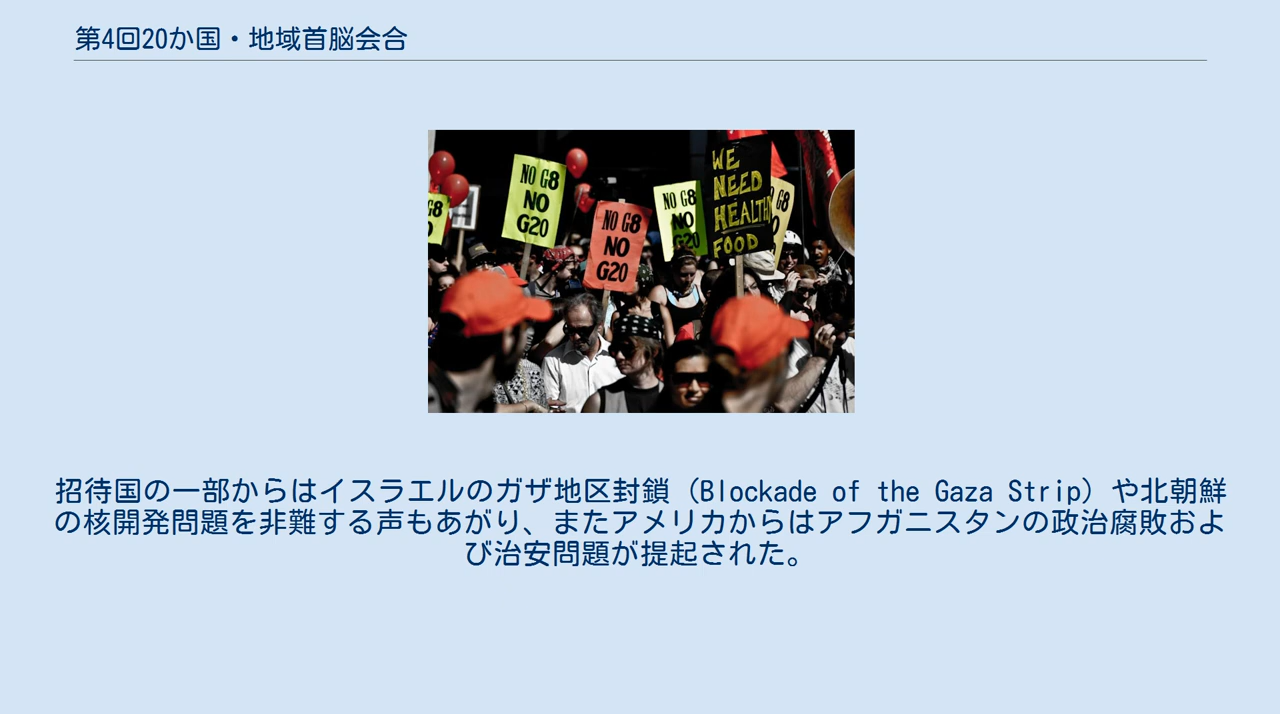 第4回20か国・地域首脳会合
NO G8
NO
G20
NO G8
NO
G20
NO G8
NO
G20
WE
NEED
HEALTHY
FOOD
G8
G8
招待国の一部からはイスラエルのガザ地区封鎖（Blockade of the Gaza Strip）や北朝鮮
の核開発問題を非難する声もあがり、またアメリカからはアフガニスタンの政治腐敗およ
び治安問題が提起された。